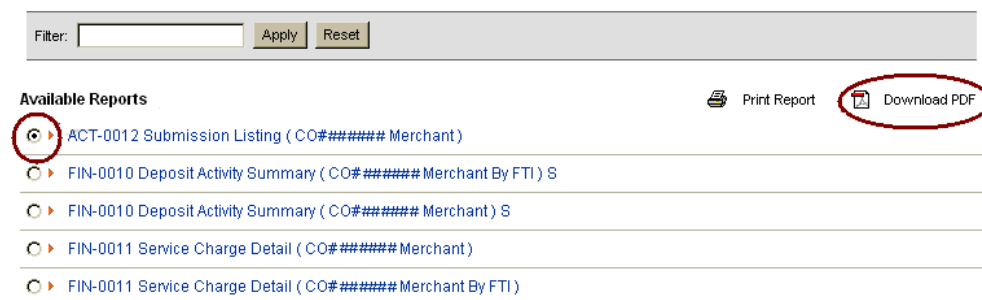 Filter: Apply Reset
Available Reports Print Report Download PDF
ACT-0012 Submission Listing ( CO####### Merchant )
FIN-0010 Deposit Activity Summary ( CO####### Merchant By FTI ) S
FIN-0010 Deposit Activity Summary ( CO####### Merchant ) S
FIN-0011 Service Charge Detail ( CO####### Merchant )
FIN-0011 Service Charge Detail ( CO####### Merchant By FTI )